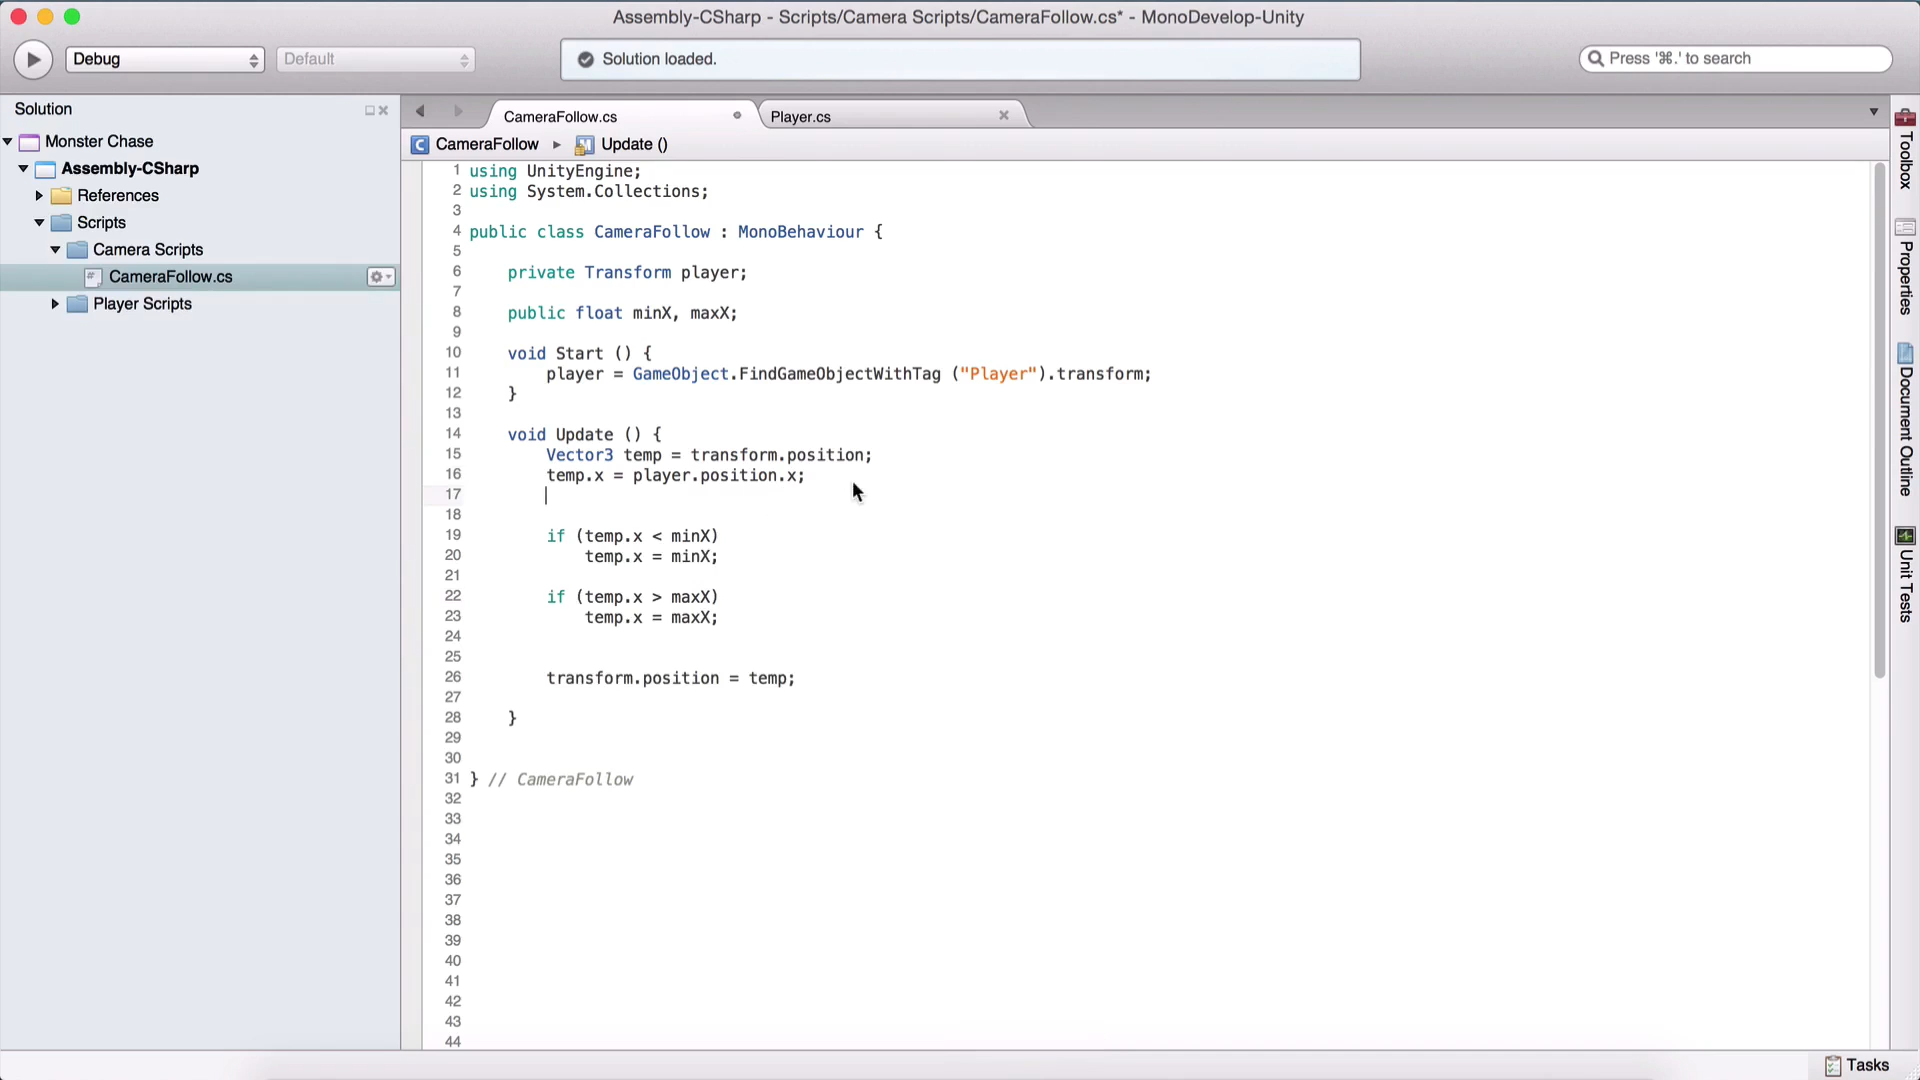 Assembly-CSharp - Scripts/Camera Scripts/CameraFollow.cs* - MonoDevelop-Unity
Debug
Default
Solution loaded.
Press '⌘.' to search
Solution
Monster Chase
Assembly-CSharp
References
Scripts
Camera Scripts
CameraFollow.cs
Player Scripts
CameraFollow.cs
Player.cs
C CameraFollow ▸ Update ()
1 using UnityEngine;
2 using System.Collections;
3
4 public class CameraFollow : MonoBehaviour {
5
6 private Transform player;
7
8 public float minX, maxX;
9
10 void Start () {
11 player = GameObject.FindGameObjectWithTag ("Player").transform;
12 }
13
14 void Update () {
15 Vector3 temp = transform.position;
16 temp.x = player.position.x;
17
18
19 if (temp.x < minX)
20 temp.x = minX;
21
22 if (temp.x > maxX)
23 temp.x = maxX;
24
25
26 transform.position = temp;
27
28 }
29
30
31 } // CameraFollow
32
33
34
35
36
37
38
39
40
41
42
43
44
Toolbox
Properties
Document Outline
Unit Tests
Tasks